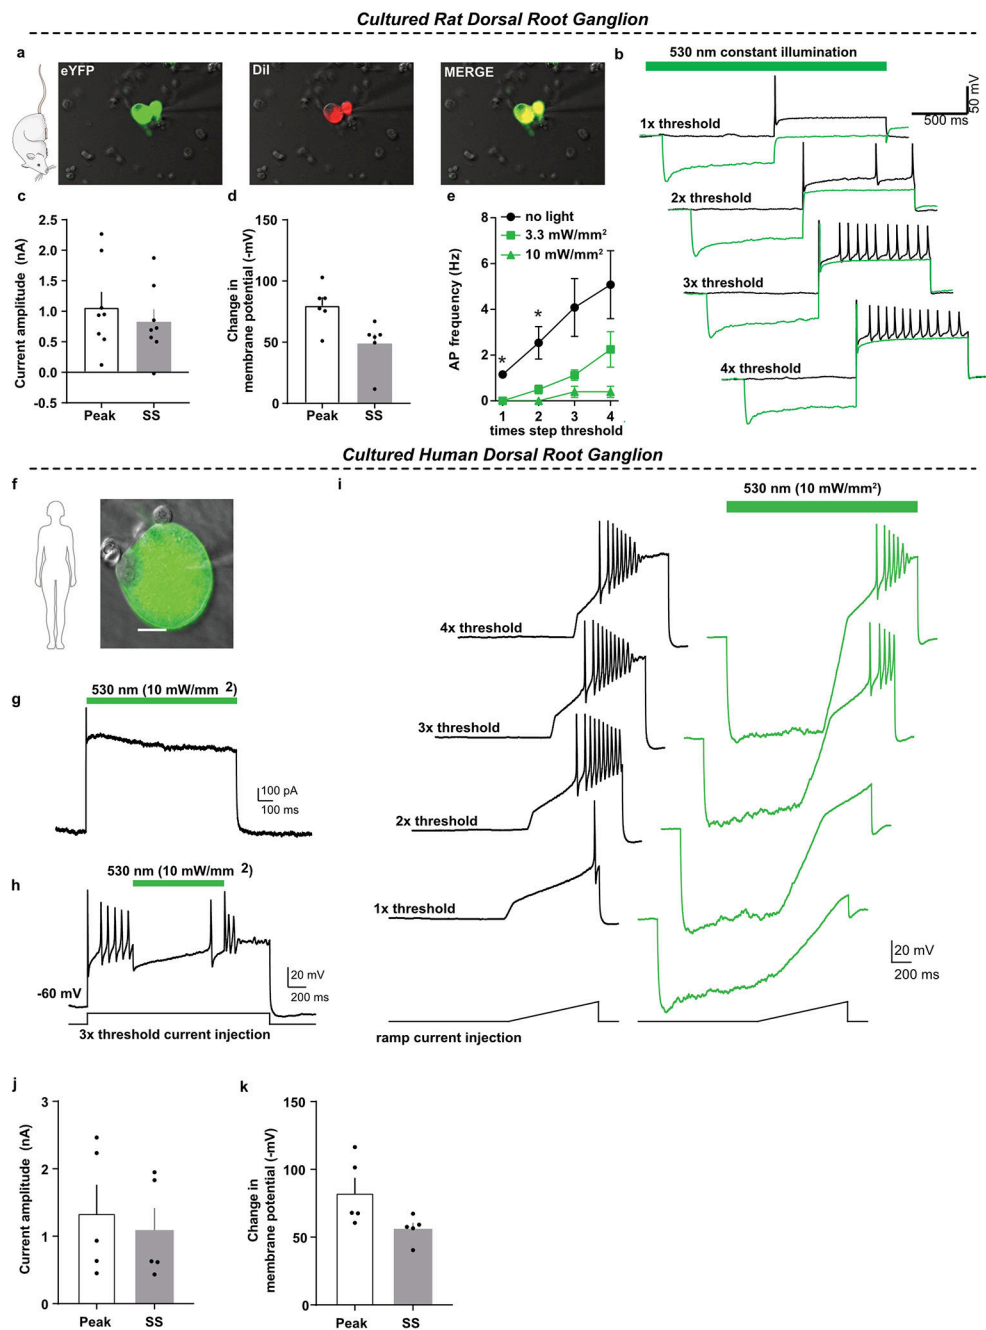 Cultured Rat Dorsal Root Ganglion
a
eYFP
DiI
MERGE
b
530 nm constant illumination
50 mV
500 ms
1x threshold
2x threshold
3x threshold
4x threshold
c
Current amplitude (nA)
2.5
2.0
1.5
1.0
0.5
0.0
-0.5
Peak
SS
d
Change in
membrane potential (-mV)
150
100
50
0
Peak
SS
e
AP frequency (Hz)
8
6
4
2
0
no light
3.3 mW/mm²
10 mW/mm²
*
*
1
2
3
4
times step threshold
Cultured Human Dorsal Root Ganglion
f
g
530 nm (10 mW/mm 2)
100 pA
100 ms
h
530 nm (10 mW/mm 2)
20 mV
200 ms
-60 mV
3x threshold current injection
i
530 nm (10 mW/mm²)
4x threshold
3x threshold
2x threshold
1x threshold
20 mV
200 ms
ramp current injection
j
Current amplitude (nA)
3
2
1
0
Peak
SS
k
Change in
membrane potential (-mV)
150
100
50
0
Peak
SS